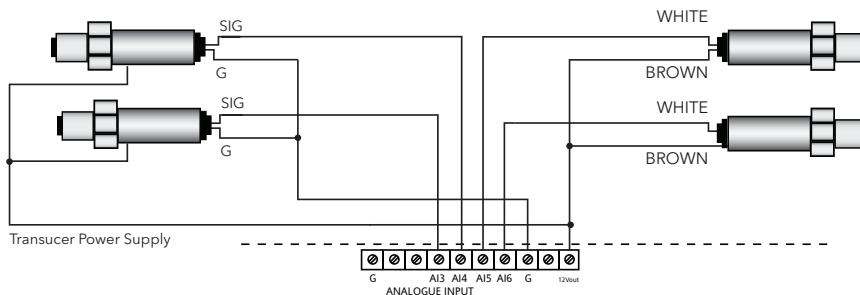 SIG
WHITE
G
BROWN
SIG
WHITE
G
BROWN
Transucer Power Supply
G AI3 AI4 AI5 AI6 G 12Vout
ANALOGUE INPUT